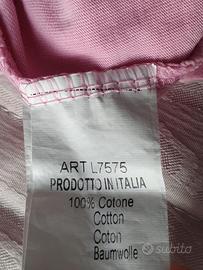 ART L7575
PRODOTTO IN ITALIA
100% Cotone
Cotton
Coton
Baumwolle
subito